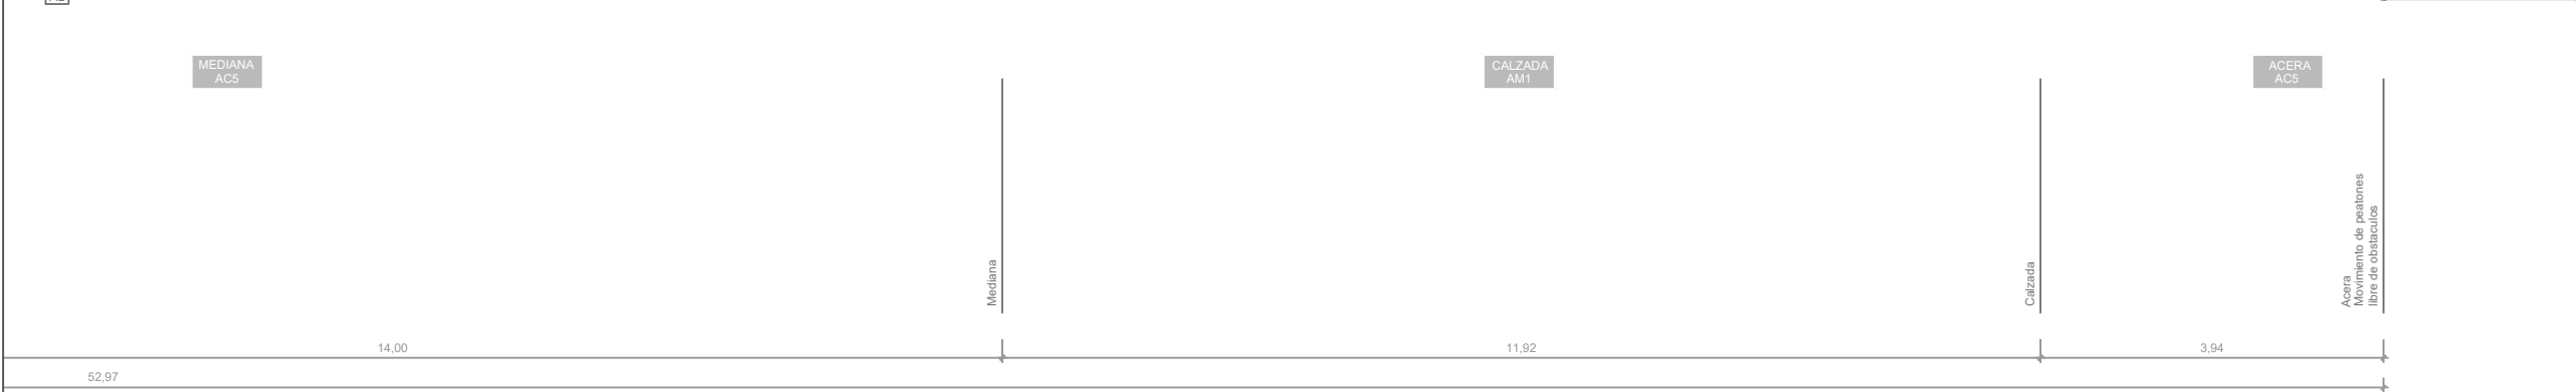 MEDIANA
AC5
CALZADA
AM1
ACERA
AC5
Mediana
Calzada
Acera
Movimiento de peatones
libre de obstaculos
14,00
11,92
3,94
52,97